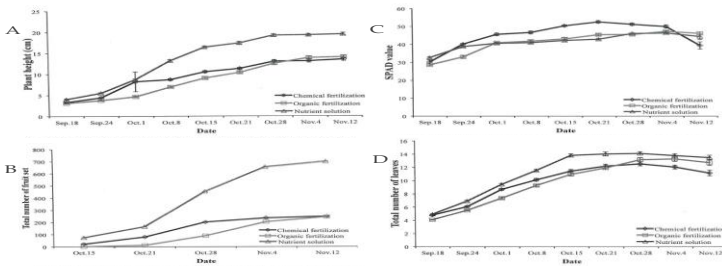 A
Plant height (cm)
25
20
15
10
5
0
Sep.18 Sep.24 Oct.1 Oct.8 Oct.15 Oct.21 Oct.28 Nov.4 Nov.12
Date
Chemical fertilization
Organic fertilization
Nutrient solution
C
SPAD value
60
50
40
30
20
10
0
Sep.18 Sep.24 Oct.1 Oct.8 Oct.15 Oct.21 Oct.28 Nov.4 Nov.12
Date
Chemical fertilization
Organic fertilization
Nutrient solution
B
Total number of fruit set
800
700
600
500
400
300
200
100
0
Oct.15 Oct.21 Oct.28 Nov.4 Nov.12
Date
Chemical fertilization
Organic fertilization
Nutrient solution
D
Total number of leaves
16
14
12
10
8
6
4
2
0
Sep.18 Sep.24 Oct.1 Oct.8 Oct.15 Oct.21 Oct.28 Nov.4 Nov.12
Date
Chemical fertilization
Organic fertilization
Nutrient solution